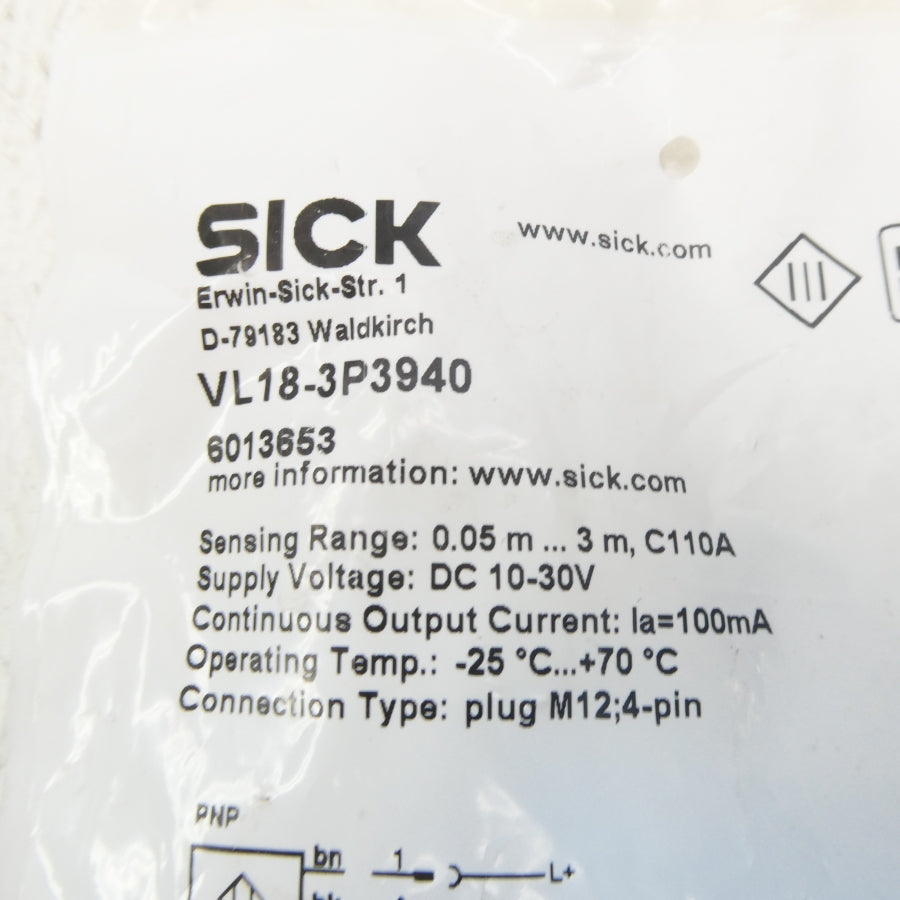 SICK
www.sick.com
Erwin-Sick-Str. 1
D-79183 Waldkirch
VL18-3P3940
6013653
more information: www.sick.com
Sensing Range: 0.05 m ... 3 m, C110A
Supply Voltage: DC 10-30V
Continuous Output Current: Ia=100mA
Operating Temp.: -25 °C...+70 °C
Connection Type: plug M12;4-pin
PNP
bn 1 L+